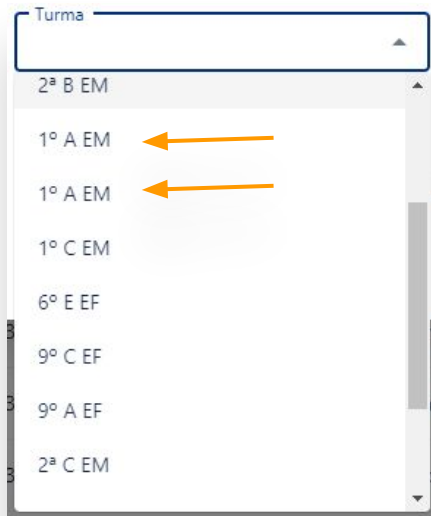 Turma
2ª B EM
1º A EM
1º A EM
1º C EM
6º E EF
9º C EF
9º A EF
2ª C EM